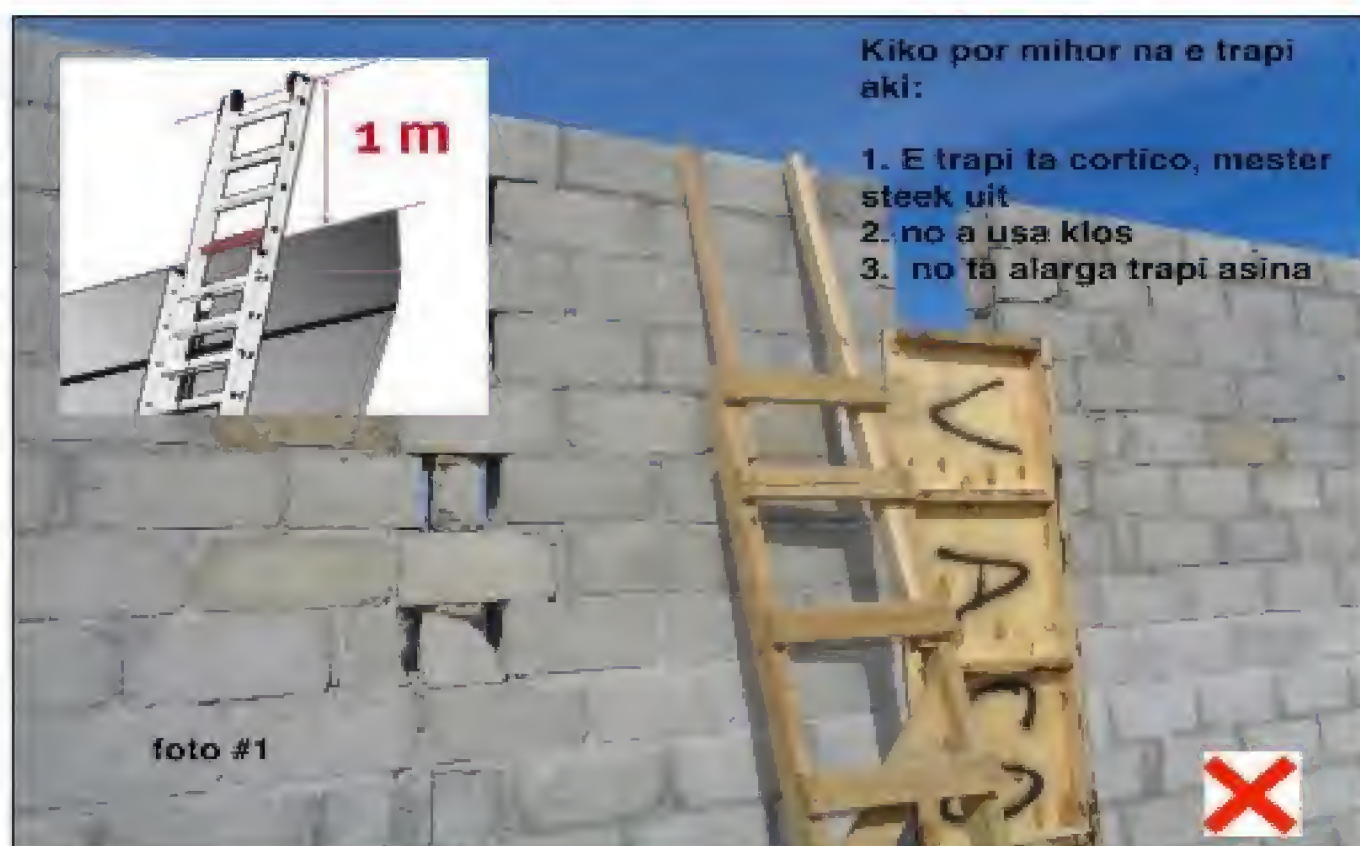 1 m
Kiko por mihor na e trapi
aki:
1. E trapi ta cortico, mester
steek uit
2. no a usa klos
3. no ta alarga trapi asina
foto #1